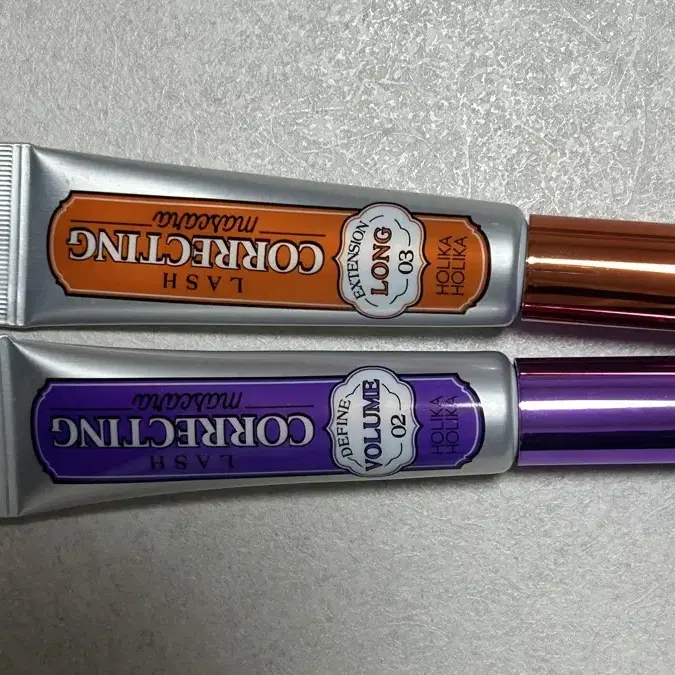 LASH
CORRECTING
mascara
EXTENSION
LONG
03
HOLIKA
HOLIKA
LASH
CORRECTING
mascara
DEFINE
VOLUME
02
HOLIKA
HOLIKA